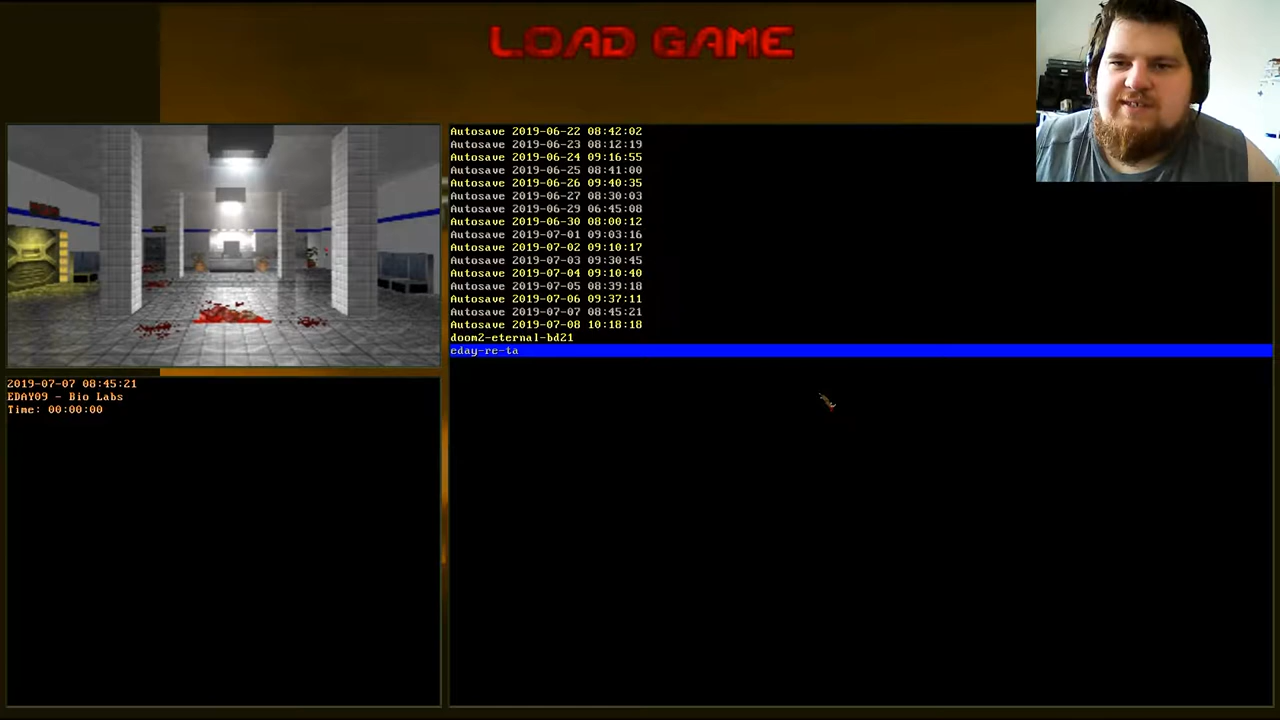 LOAD GAME
Autosave 2019-06-22 08:42:02
Autosave 2019-06-23 08:12:19
Autosave 2019-06-24 09:16:55
Autosave 2019-06-25 08:41:00
Autosave 2019-06-26 09:40:35
Autosave 2019-06-27 08:30:03
Autosave 2019-06-29 06:45:08
Autosave 2019-06-30 08:00:12
Autosave 2019-07-01 09:03:16
Autosave 2019-07-02 09:10:17
Autosave 2019-07-03 09:30:45
Autosave 2019-07-04 09:10:40
Autosave 2019-07-05 08:39:18
Autosave 2019-07-06 09:37:11
Autosave 2019-07-07 08:45:21
Autosave 2019-07-08 10:18:18
doom2-eternal-bd21
eday-re-ta
2019-07-07 08:45:21
EDAY09 - Bio Labs
Time: 00:00:00